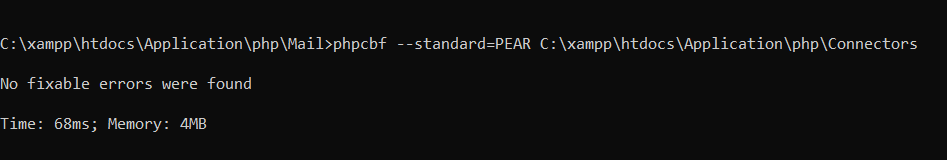 C:\xampp\htdocs\Application\php\Mail>phpcbf --standard=PEAR C:\xampp\htdocs\Application\php\Connectors
No fixable errors were found
Time: 68ms; Memory: 4MB